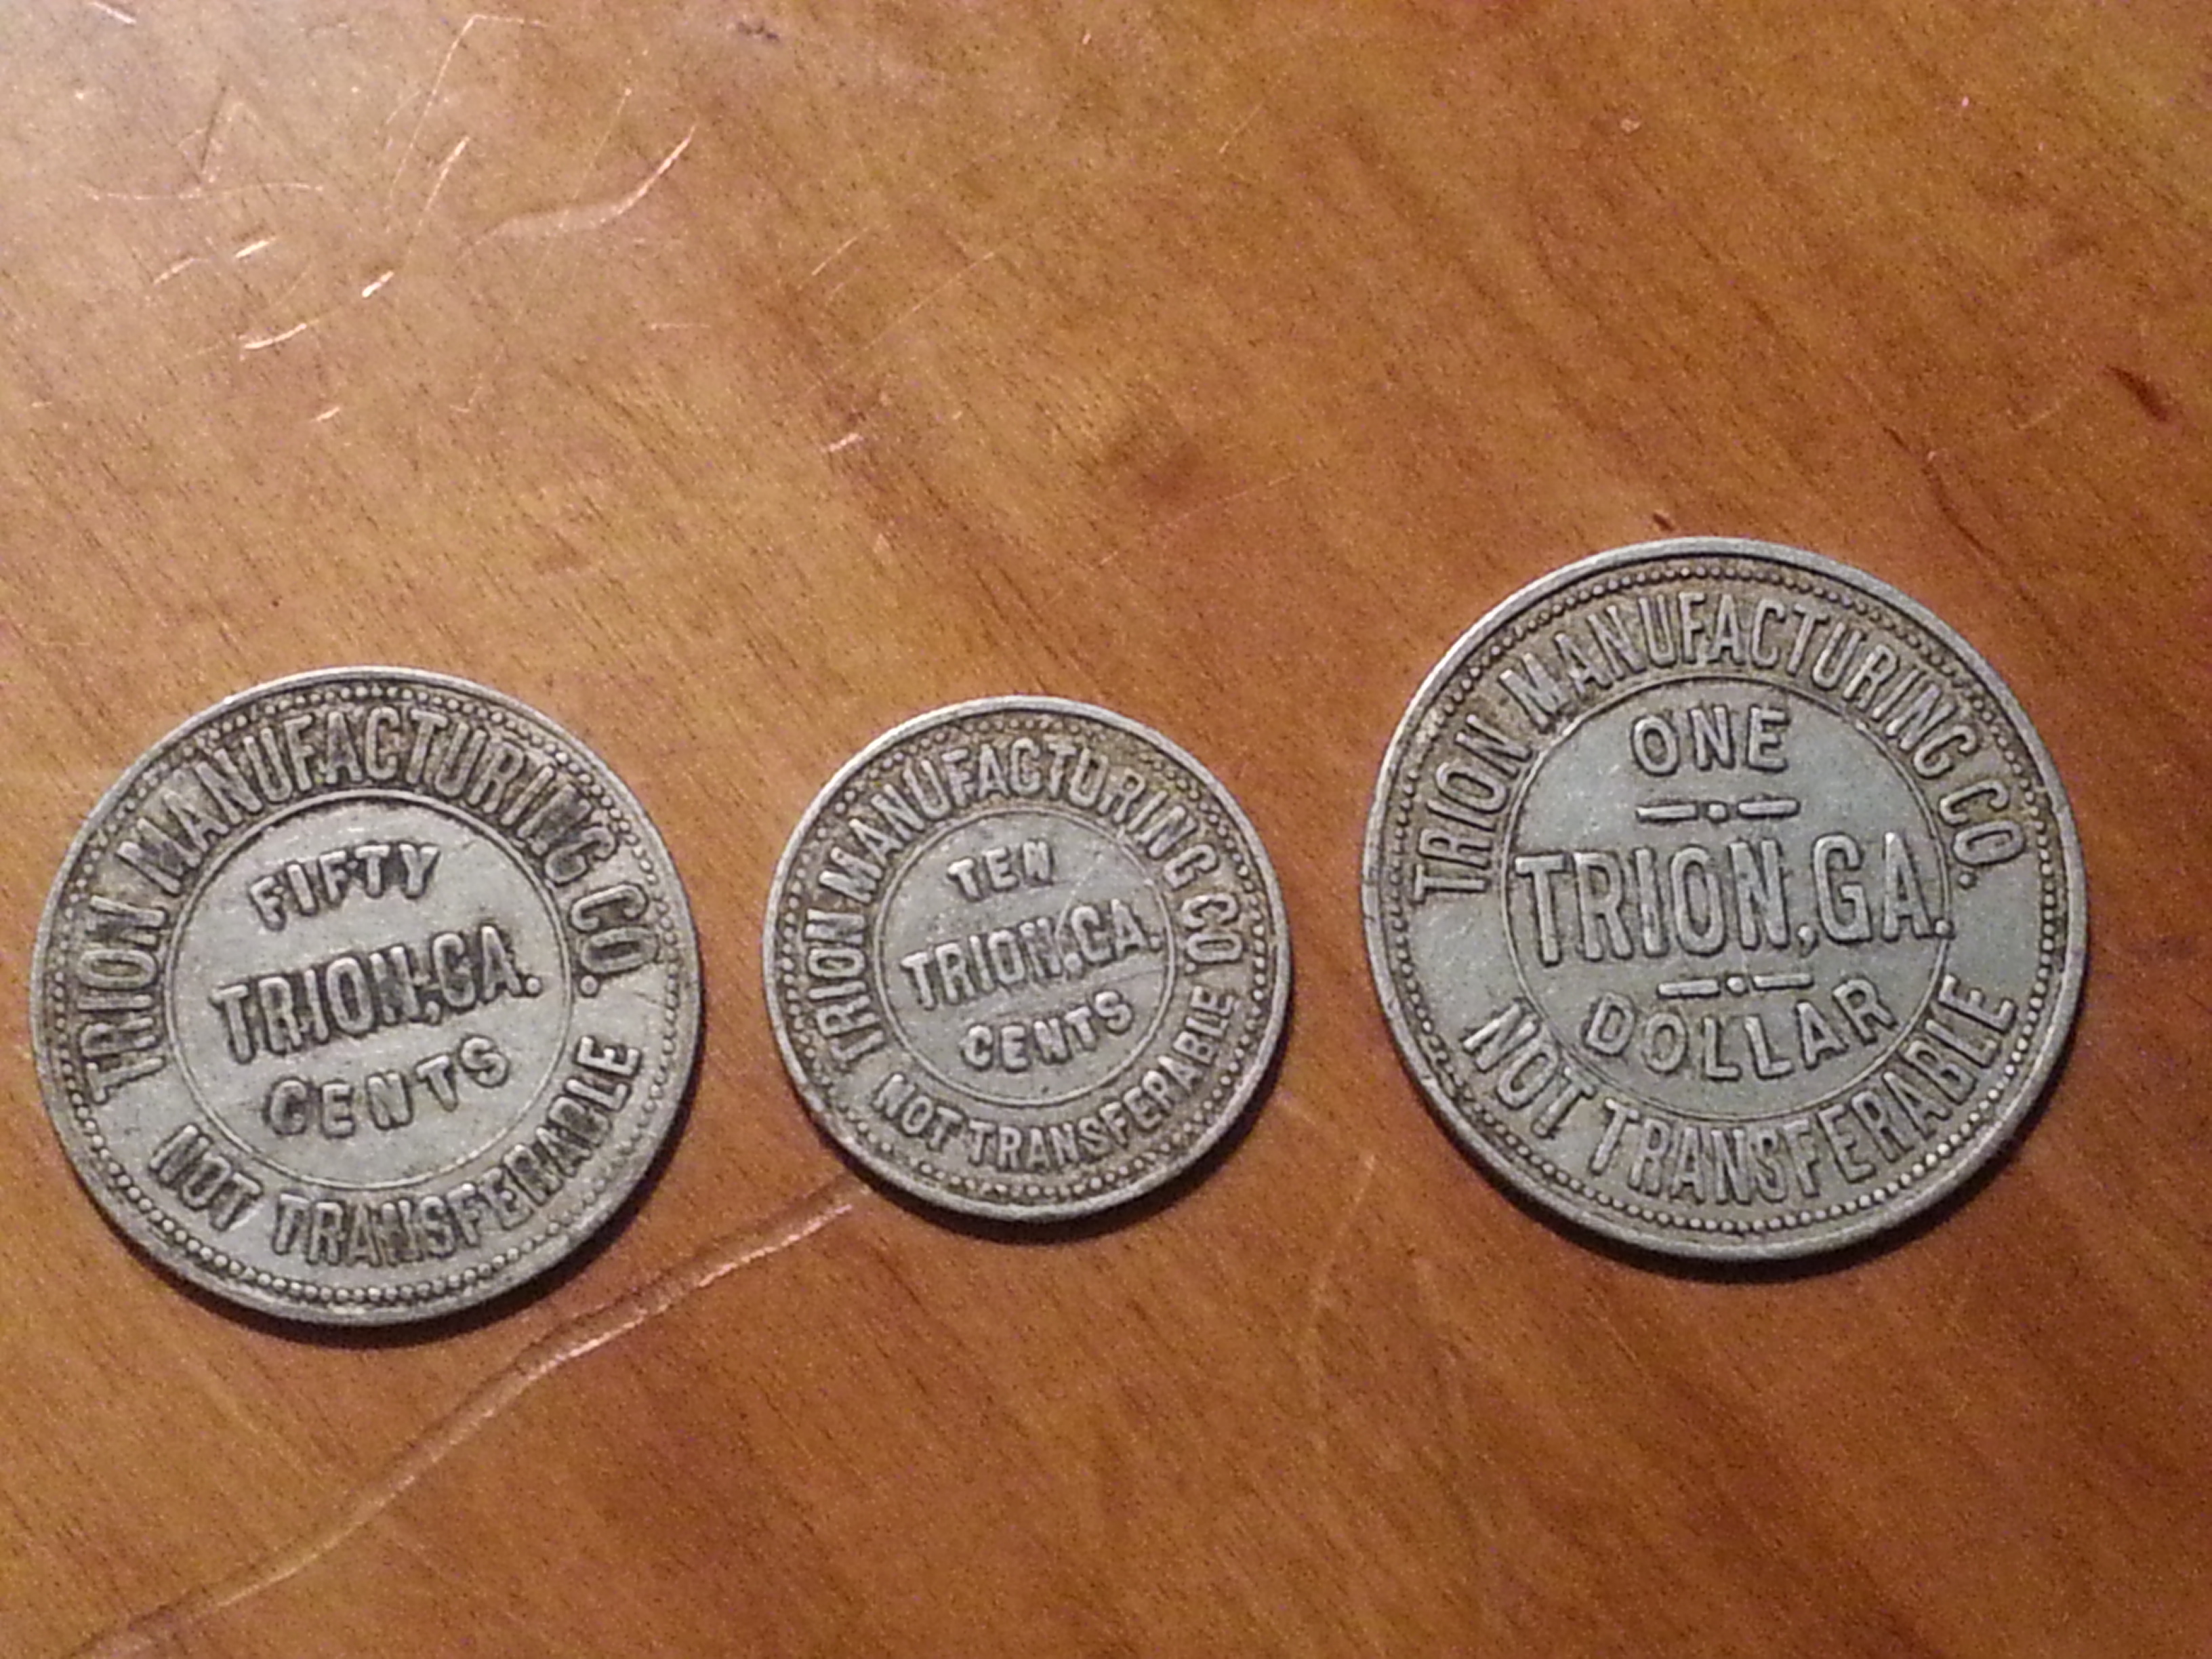 TRION MANUFACTURING CO.
FIFTY
TRION, GA.
CENTS
NOT TRANSFERABLE
TRION MANUFACTURING CO.
TEN
TRION, GA.
CENTS
NOT TRANSFERABLE
TRION MANUFACTURING CO.
ONE
TRION, GA.
DOLLAR
NOT TRANSFERABLE